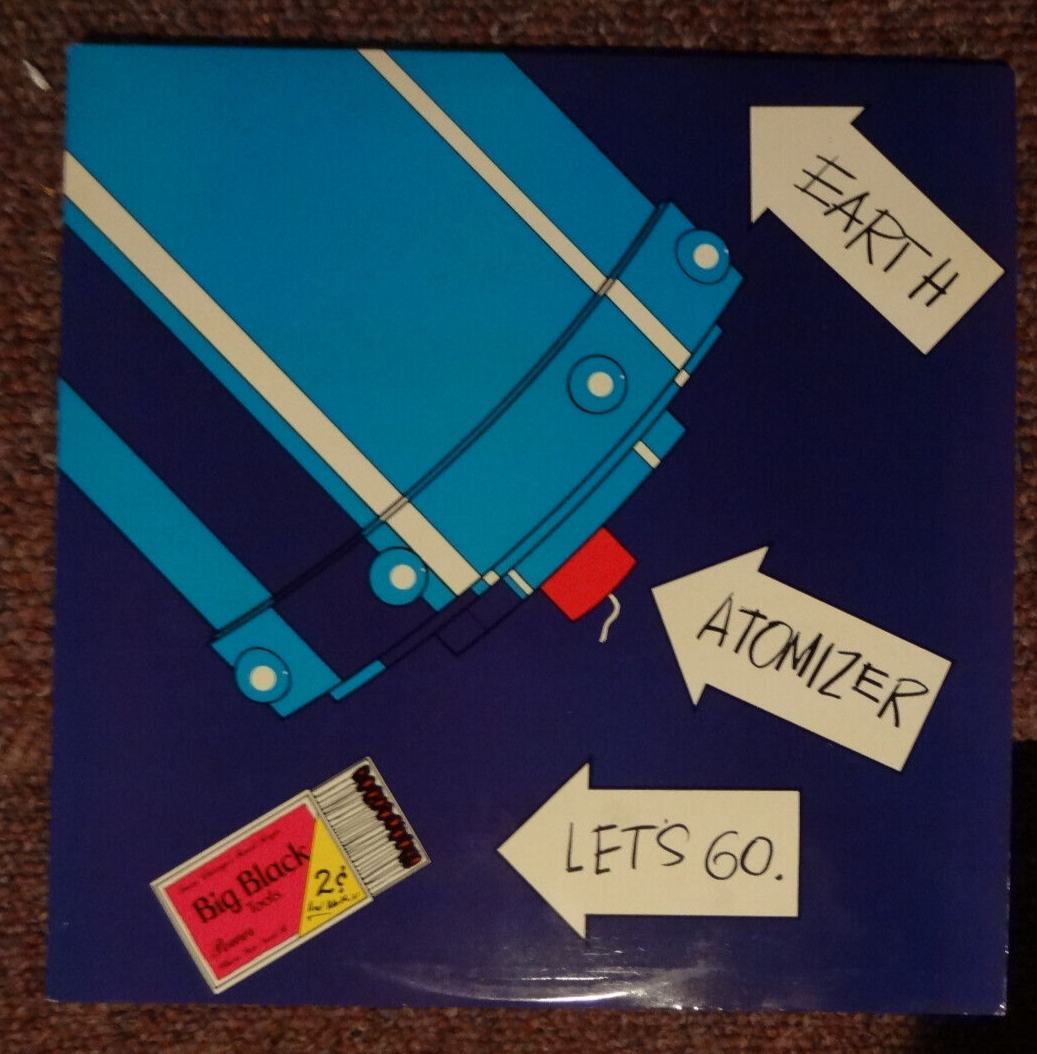 EARTH
ATOMIZER
LET'S GO.
Big Black
Tools
2¢